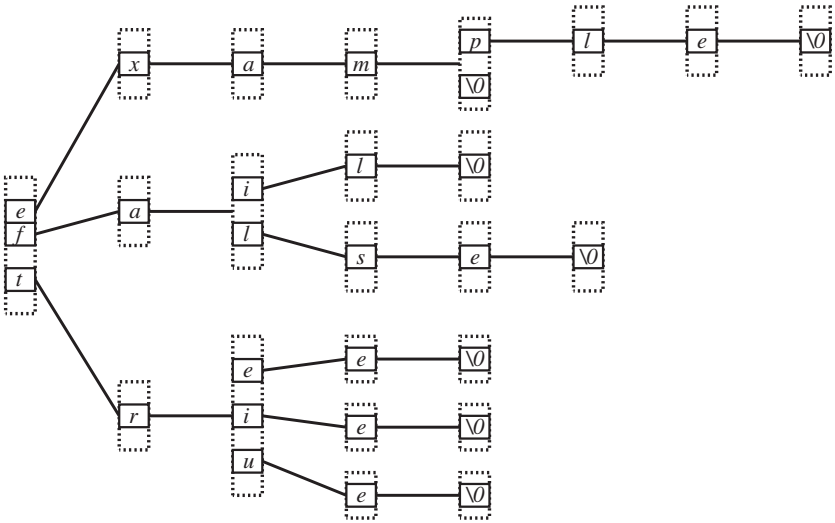 p l e \0
x a m
\0
l \0
i
e a
f l
s e \0
t
e e \0
r i
e \0
u
e \0